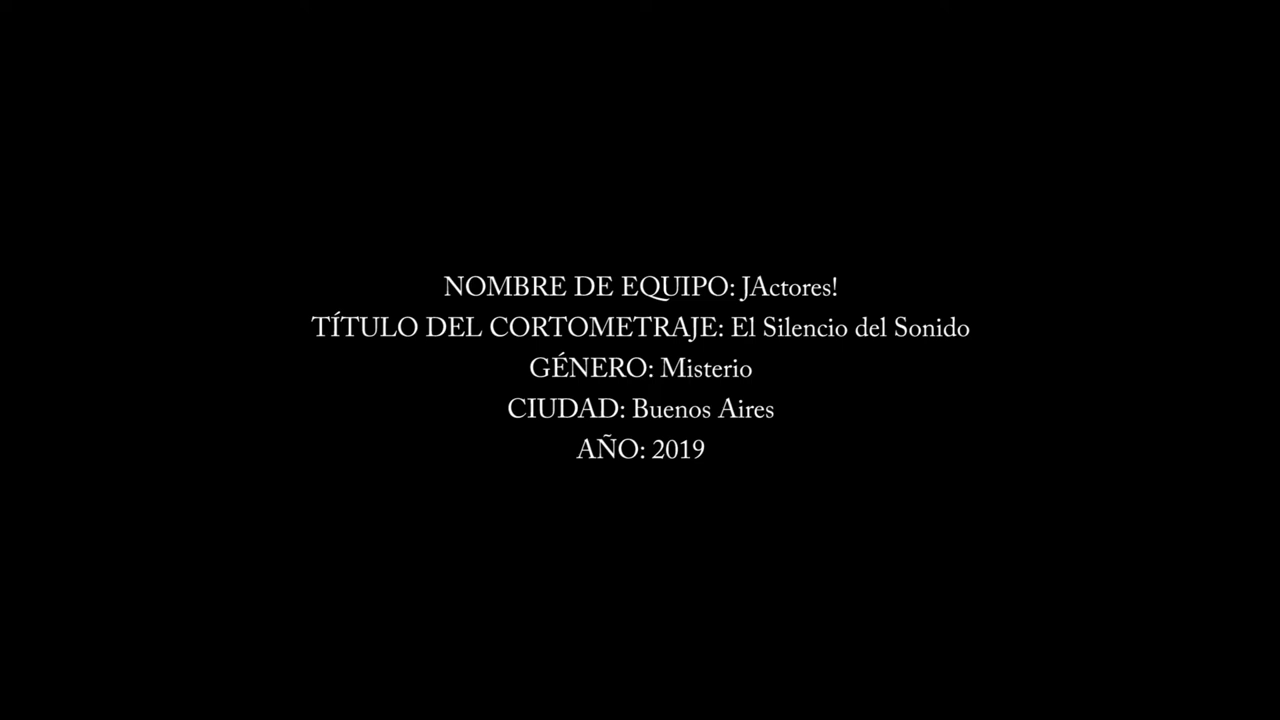 NOMBRE DE EQUIPO: JActores!
TÍTULO DEL CORTOMETRAJE: El Silencio del Sonido
GÉNERO: Misterio
CIUDAD: Buenos Aires
AÑO: 2019